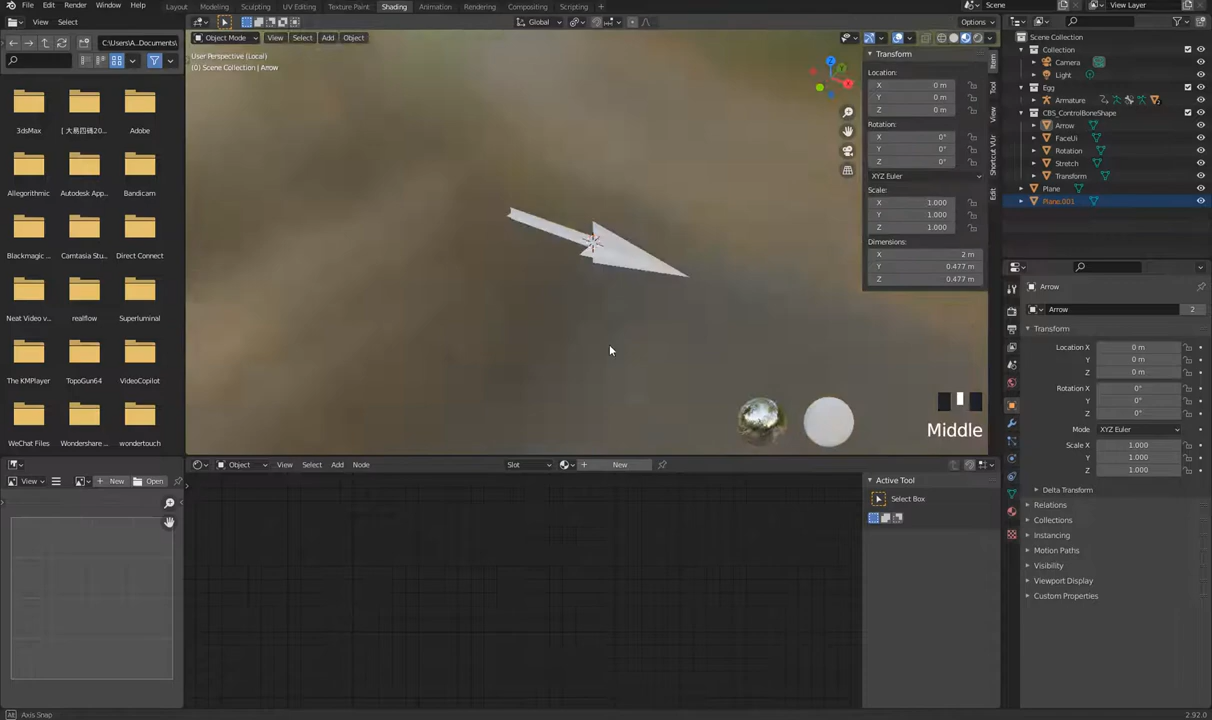 File Edit Render Window Help Layout Modeling Sculpting UV Editing Texture Paint Shading Animation Rendering Compositing Scripting + Scene View Layer
View Select Global Options
C:\Users\A...Documents\ Object Mode View Select Add Object
Scene Collection
Collection
Camera
Light
Egg
Armature
CBS_ControlBoneShape
Arrow
FaceUi
Rotation
Stretch
Transform
Plane
Plane.001
3dsMax
Adobe
Allegorithmic
Autodesk App...
Bandicam
Blackmagic ...
Camtasia Stu...
Direct Connect
Neat Video v...
realflow
Superluminal
The KMPlayer
TopoGun64
VideoCopilot
WeChat Files
Wondershare ...
wondertouch
User Perspective (Local)
(0) Scene Collection | Arrow
Transform
Location:
X 0 m
Y 0 m
Z 0 m
Rotation:
X 0°
Y 0°
Z 0°
XYZ Euler
Scale:
X 1.000
Y 1.000
Z 1.000
Dimensions:
X 2 m
Y 0.477 m
Z 0.477 m
Item
Tool
View
Shortcut VUr
Edit
Middle
Arrow
Arrow 2
Transform
Location X 0 m
Y 0 m
Z 0 m
Rotation X 0°
Y 0°
Z 0°
Mode XYZ Euler
Scale X 1.000
Y 1.000
Z 1.000
Delta Transform
Relations
Collections
Instancing
Motion Paths
Visibility
Viewport Display
Custom Properties
View + New Open
Object View Select Add Node Slot + New
Active Tool
Select Box
Axis Snap
2.92.0